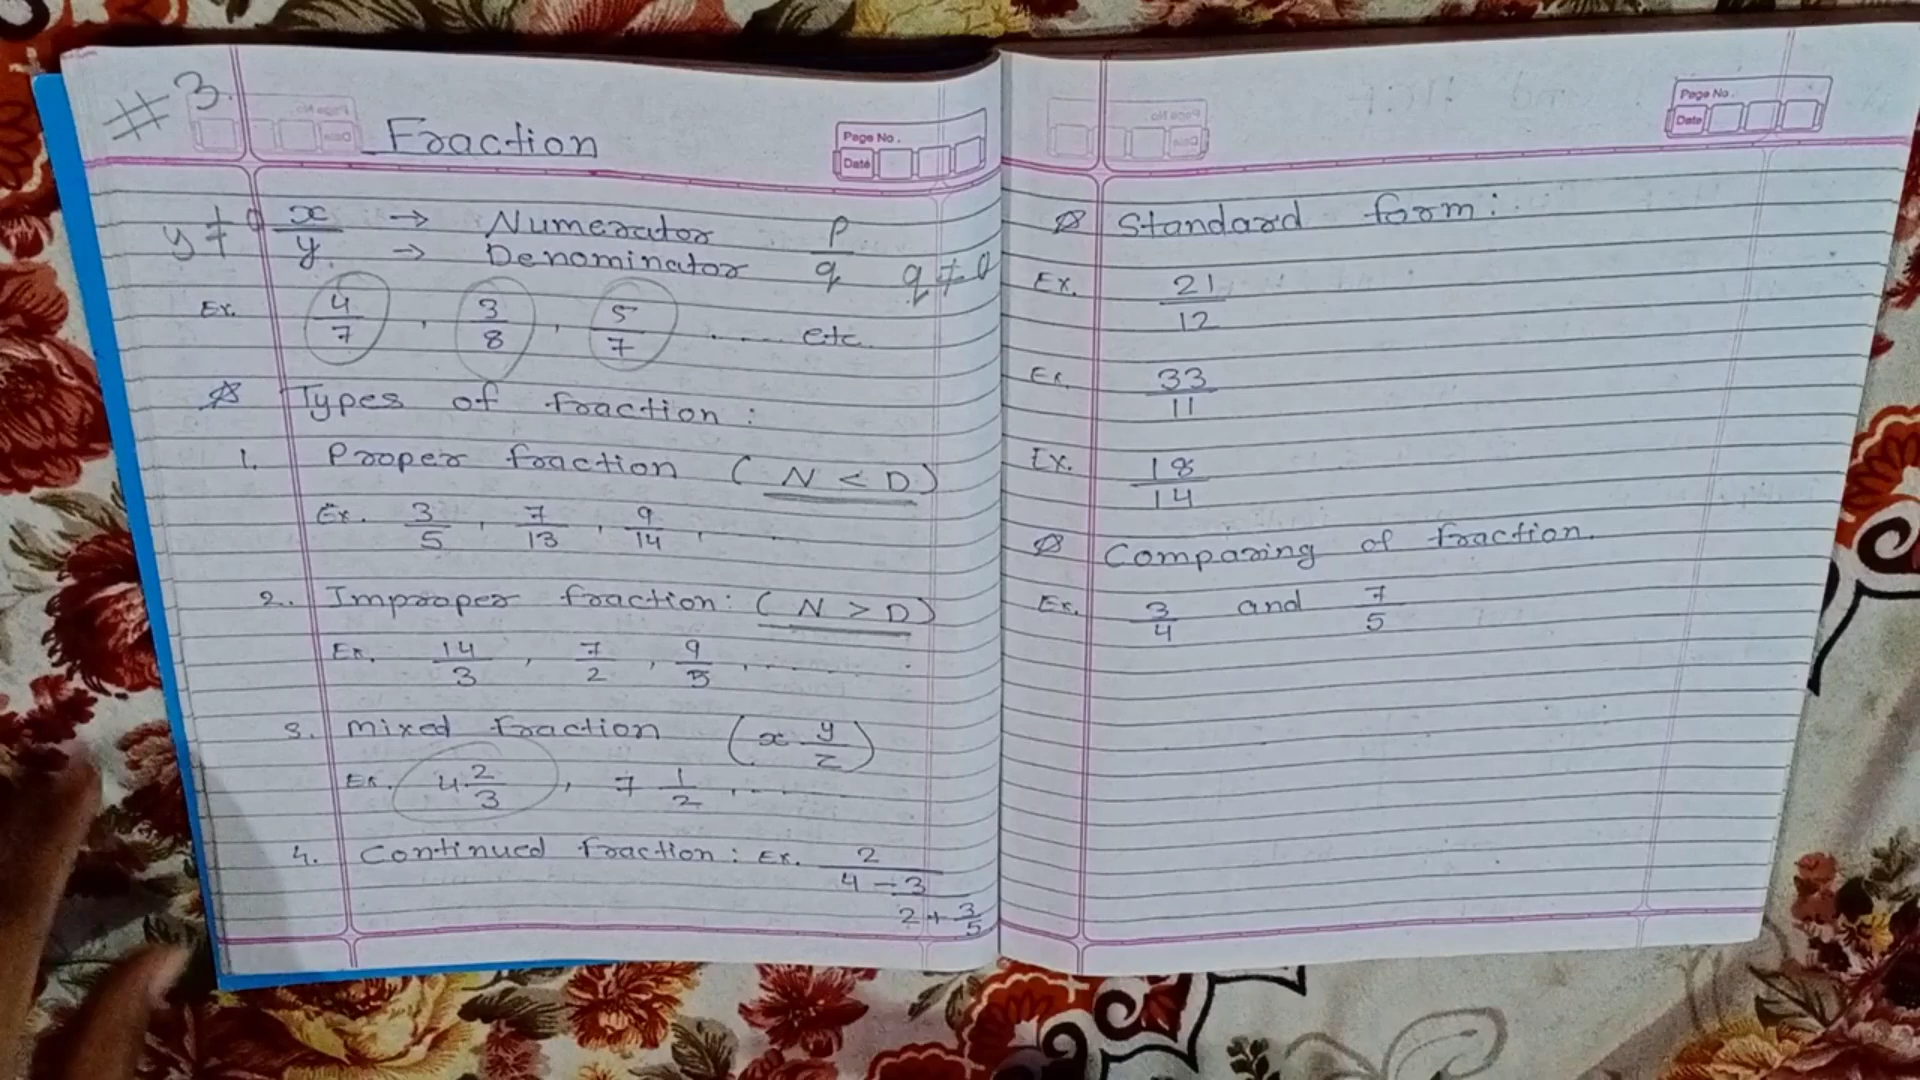 #3.
Fraction
Page No.
Date
y ≠ 0 x/y → Numerator p/q q ≠ 0
→ Denominator
Ex. 4/7, 3/8, 5/7 ...... etc.
Types of fraction:
1. Proper fraction (N < D)
Ex. 3/5, 7/13, 9/14, ....
2. Improper fraction: (N > D)
Ex. 14/3, 7/2, 9/5, ......
3. Mixed fraction (x y/z)
Ex. 4 2/3, 7 1/2, ......
4. Continued fraction: Ex. 2/(4 - 3/(2 + 3/5))
Page No.
Date
Standard form:
Ex. 21/12
Ex. 33/11
Ex. 18/14
Comparing of fraction.
Ex. 3/4 and 7/5